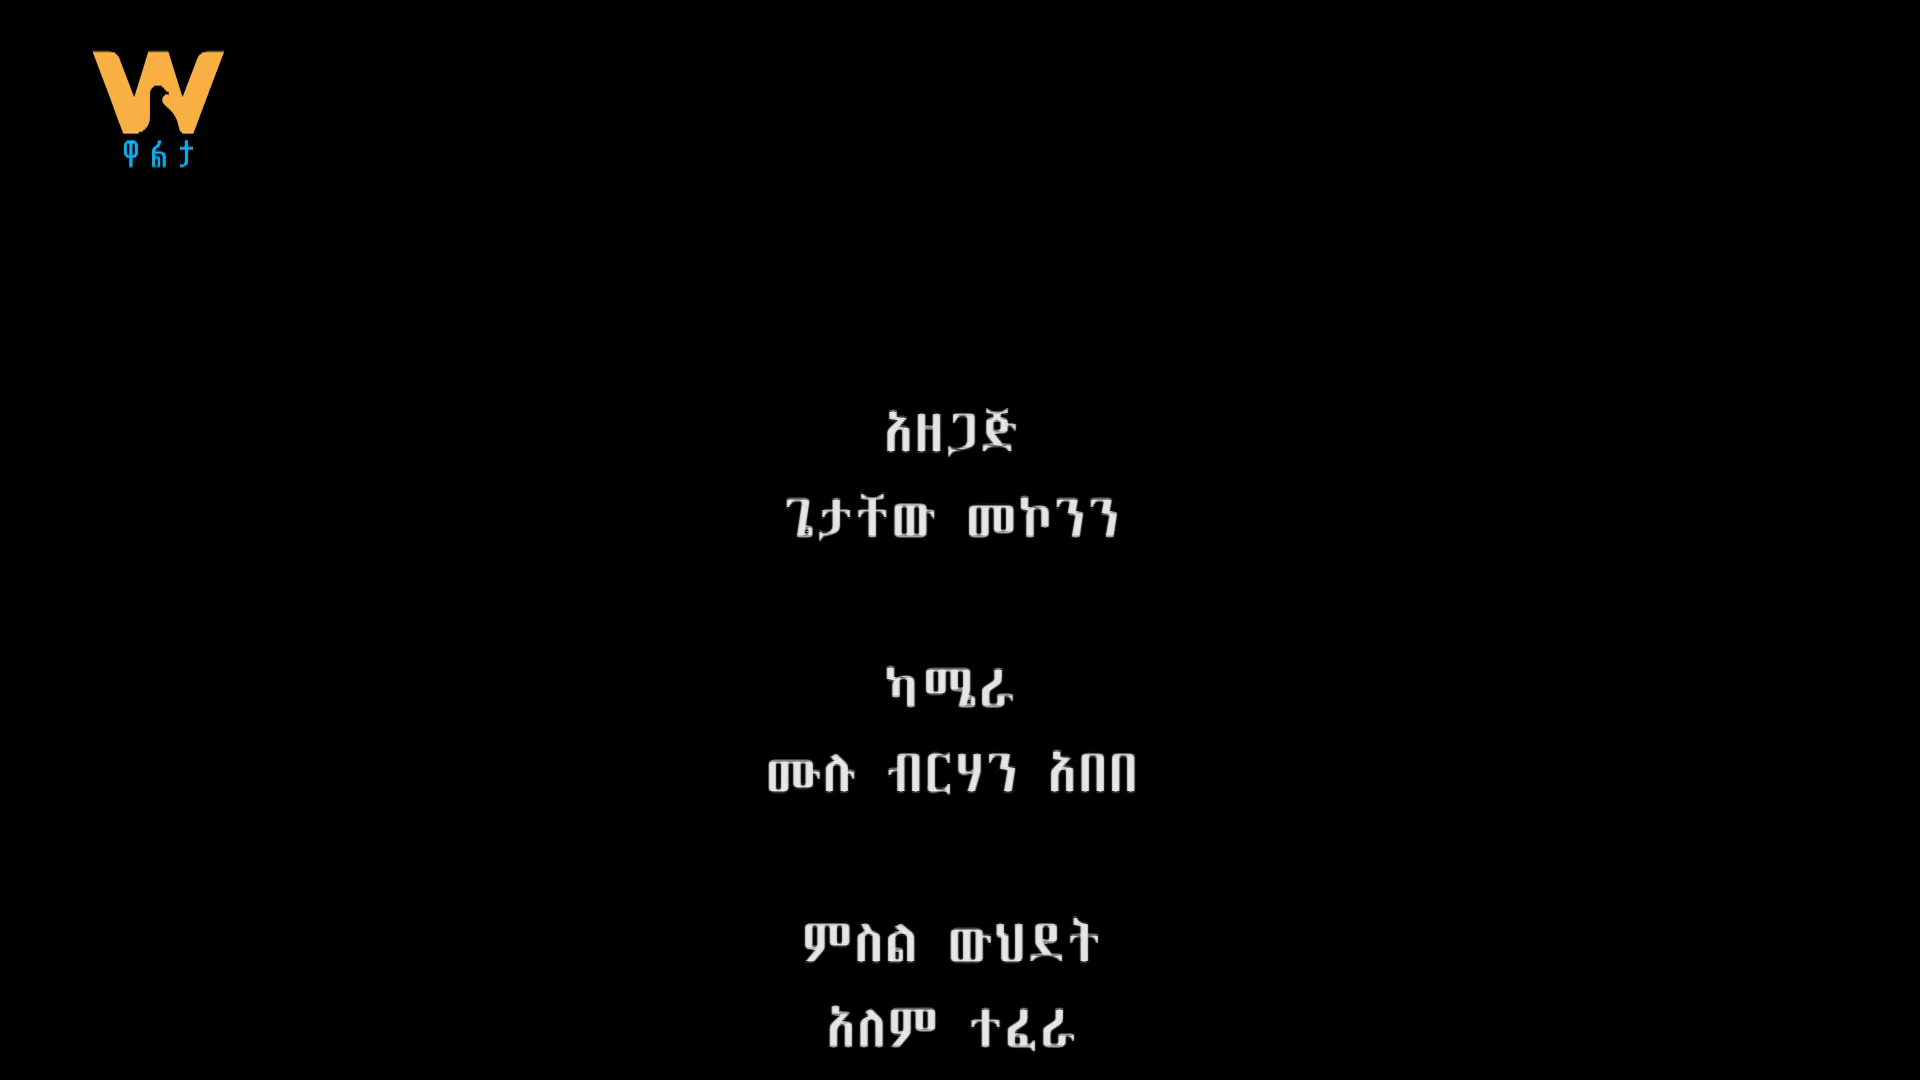 ዋልታ
አዘጋጅ
ጌታቸው መኮንን
ካሜራ
ሙሉ ብርሃን አበበ
ምስል ውህደት
አለም ተፈራ